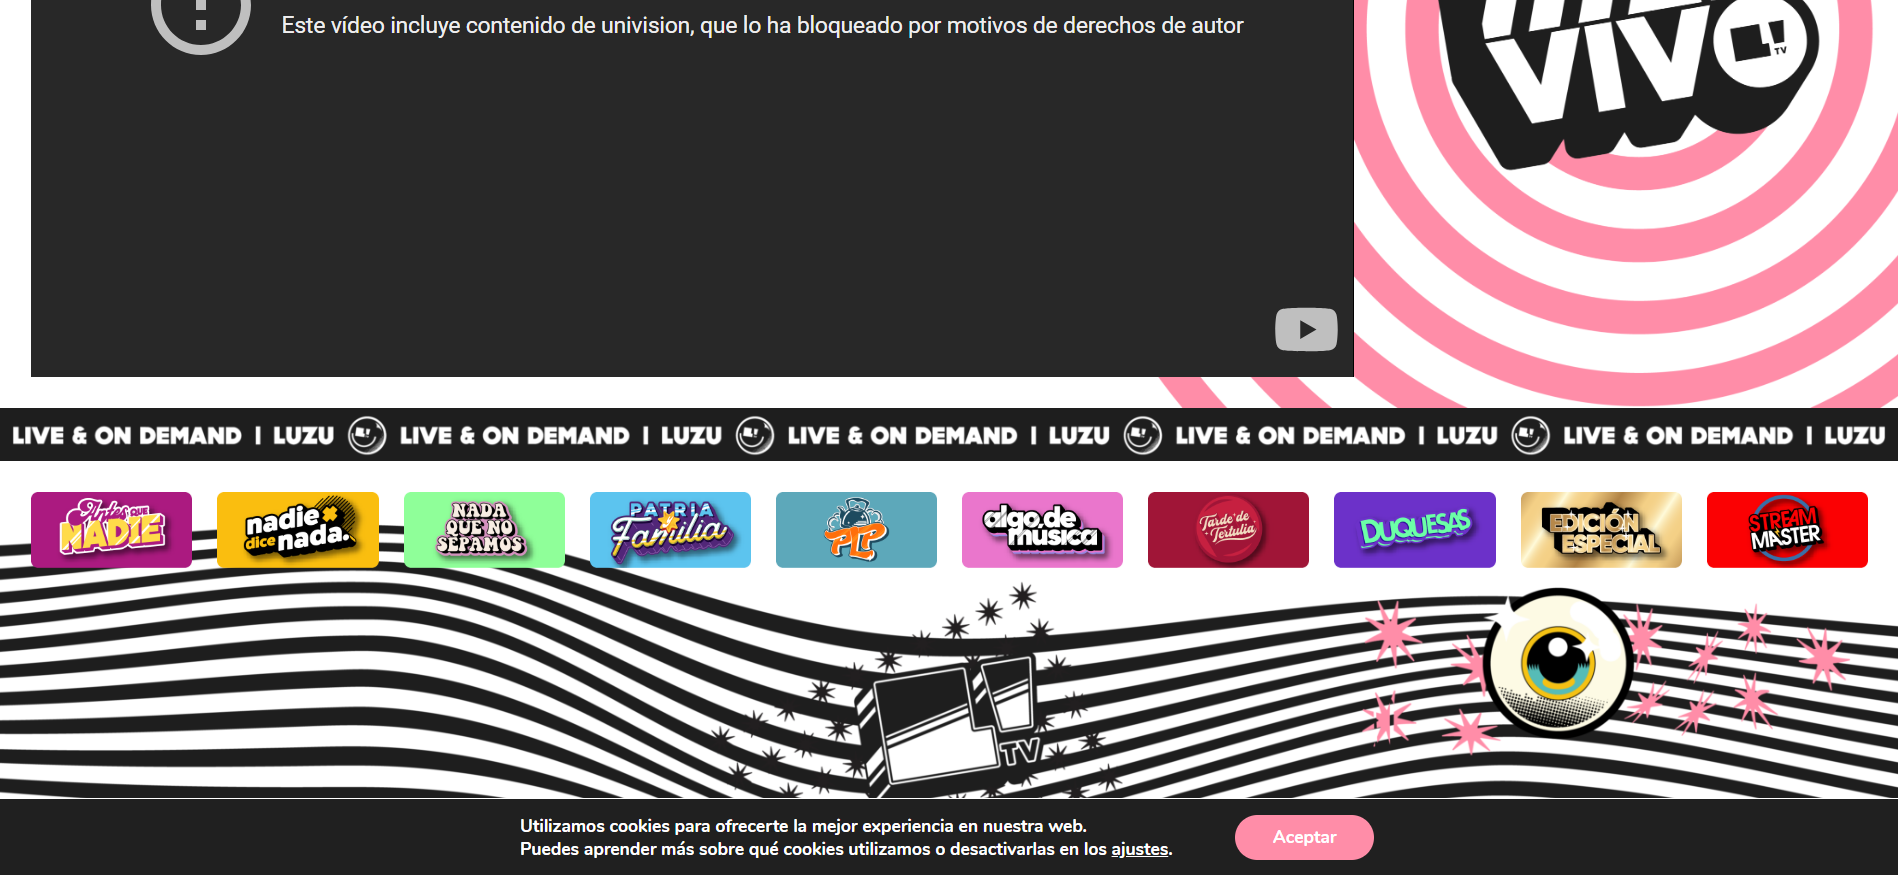 Este vídeo incluye contenido de univision, que lo ha bloqueado por motivos de derechos de autor
VIVO
TV
LIVE & ON DEMAND | LUZU LIVE & ON DEMAND | LUZU LIVE & ON DEMAND | LUZU LIVE & ON DEMAND | LUZU LIVE & ON DEMAND | LUZU
Antes QUE
NADIE
nadie
dice nada.
NADA
QUE NO
SEPAMOS
PATRIA
y Familia
PLP
algo.de
musica
Tarde de
Tertulia
DUQUESAS
EDICIÓN
ESPECIAL
STREAM
MASTER
TV
Utilizamos cookies para ofrecerte la mejor experiencia en nuestra web.
Puedes aprender más sobre qué cookies utilizamos o desactivarlas en los ajustes.
Aceptar